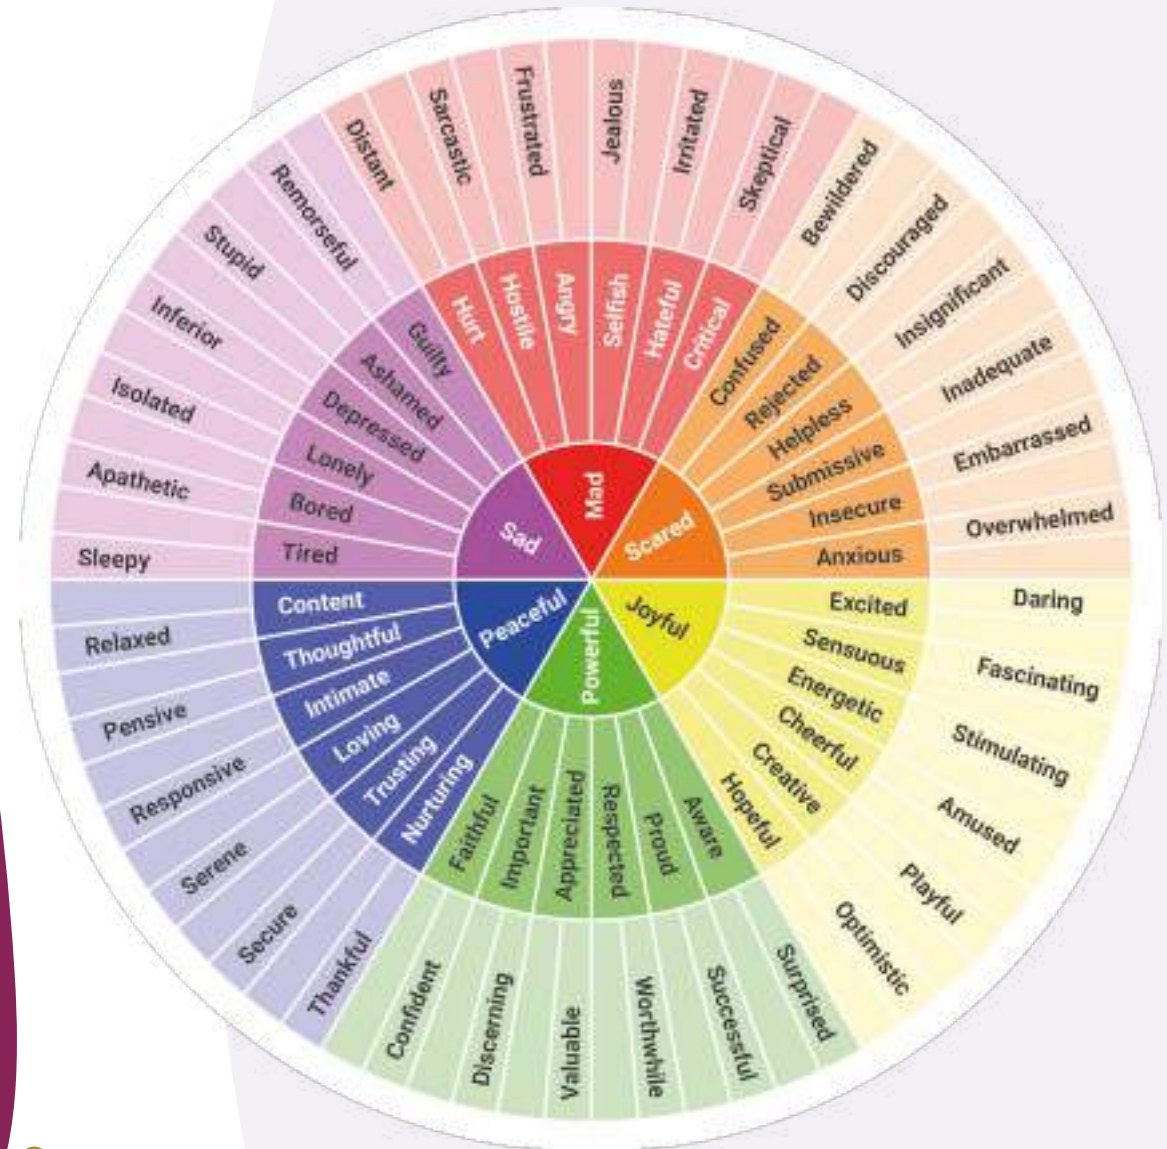 Mad
Scared
Joyful
Powerful
Peaceful
Sad
Hurt
Hostile
Angry
Selfish
Hateful
Critical
Confused
Rejected
Helpless
Submissive
Insecure
Anxious
Excited
Sensuous
Energetic
Cheerful
Creative
Hopeful
Aware
Proud
Respected
Appreciated
Important
Faithful
Nurturing
Trusting
Loving
Intimate
Thoughtful
Content
Tired
Bored
Lonely
Depressed
Ashamed
Guilty
Distant
Sarcastic
Frustrated
Jealous
Irritated
Skeptical
Bewildered
Discouraged
Insignificant
Inadequate
Embarrassed
Overwhelmed
Daring
Fascinating
Stimulating
Amused
Playful
Optimistic
Surprised
Successful
Worthwhile
Valuable
Discerning
Confident
Thankful
Secure
Serene
Responsive
Pensive
Relaxed
Sleepy
Apathetic
Isolated
Inferior
Stupid
Remorseful